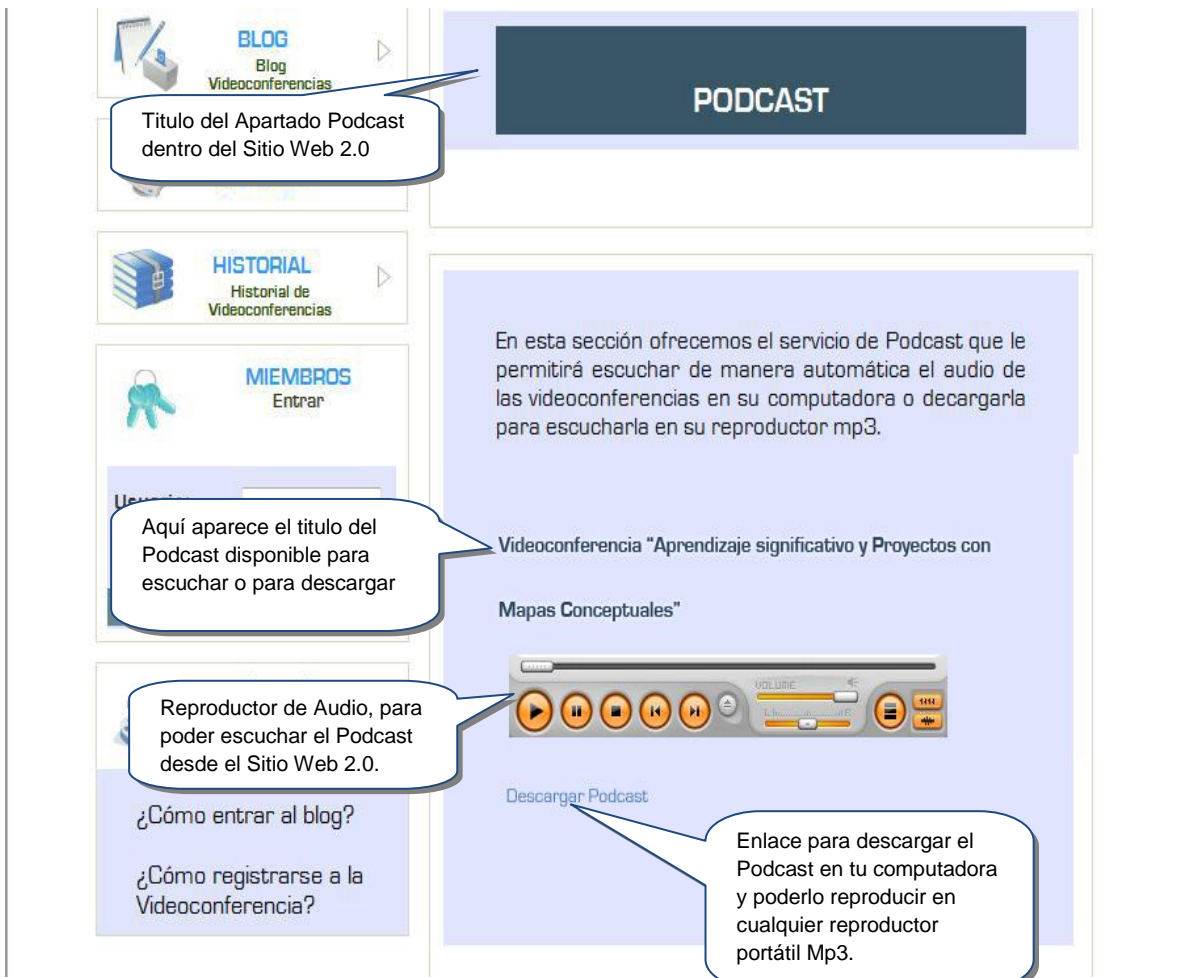 BLOG
Blog
Videoconferencias
Titulo del Apartado Podcast
dentro del Sitio Web 2.0
HISTORIAL
Historial de
Videoconferencias
MIEMBROS
Entrar
Aquí aparece el titulo del
Podcast disponible para
escuchar o para descargar
Reproductor de Audio, para
poder escuchar el Podcast
desde el Sitio Web 2.0.
¿Cómo entrar al blog?
¿Cómo registrarse a la
Videoconferencia?
PODCAST
En esta sección ofrecemos el servicio de Podcast que le
permitirá escuchar de manera automática el audio de
las videoconferencias en su computadora o decargarla
para escucharla en su reproductor mp3.
Videoconferencia "Aprendizaje significativo y Proyectos con
Mapas Conceptuales"
VOLUME
Descargar Podcast
Enlace para descargar el
Podcast en tu computadora
y poderlo reproducir en
cualquier reproductor
portátil Mp3.